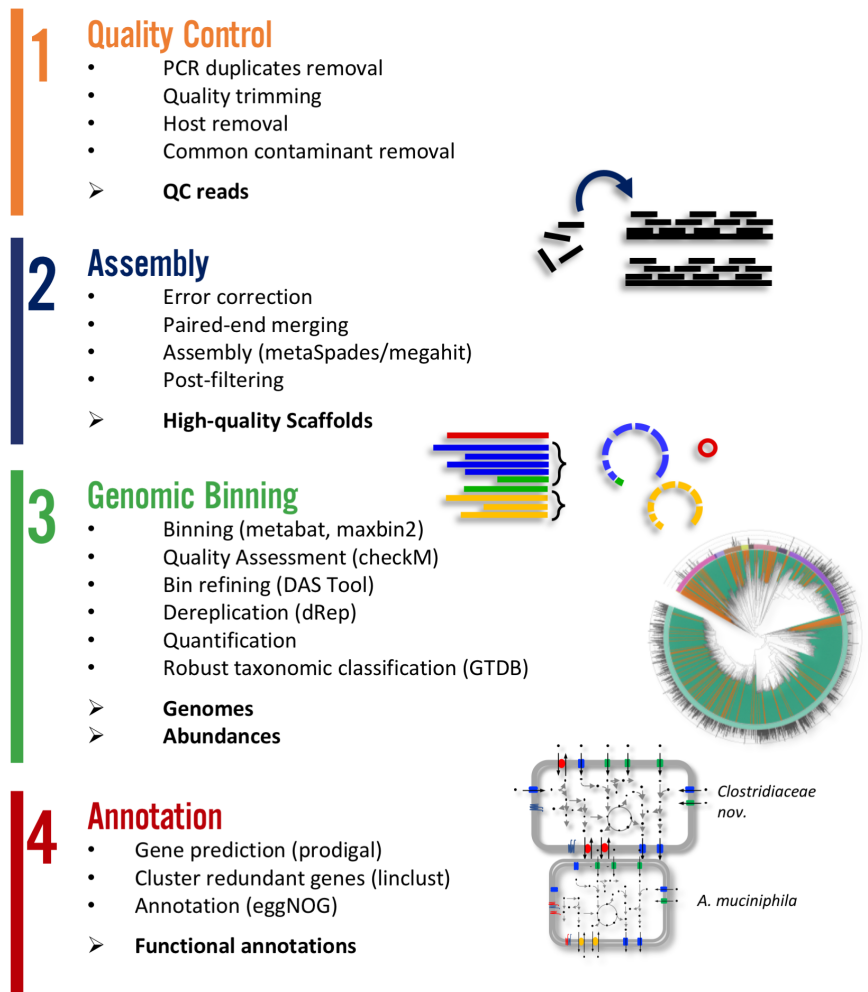 1
Quality Control
• PCR duplicates removal
• Quality trimming
• Host removal
• Common contaminant removal
➢ QC reads
2
Assembly
• Error correction
• Paired-end merging
• Assembly (metaSpades/megahit)
• Post-filtering
➢ High-quality Scaffolds
3
Genomic Binning
• Binning (metabat, maxbin2)
• Quality Assessment (checkM)
• Bin refining (DAS Tool)
• Dereplication (dRep)
• Quantification
• Robust taxonomic classification (GTDB)
➢ Genomes
➢ Abundances
4
Annotation
• Gene prediction (prodigal)
• Cluster redundant genes (linclust)
• Annotation (eggNOG)
➢ Functional annotations
Clostridiaceae
nov.
A. muciniphila